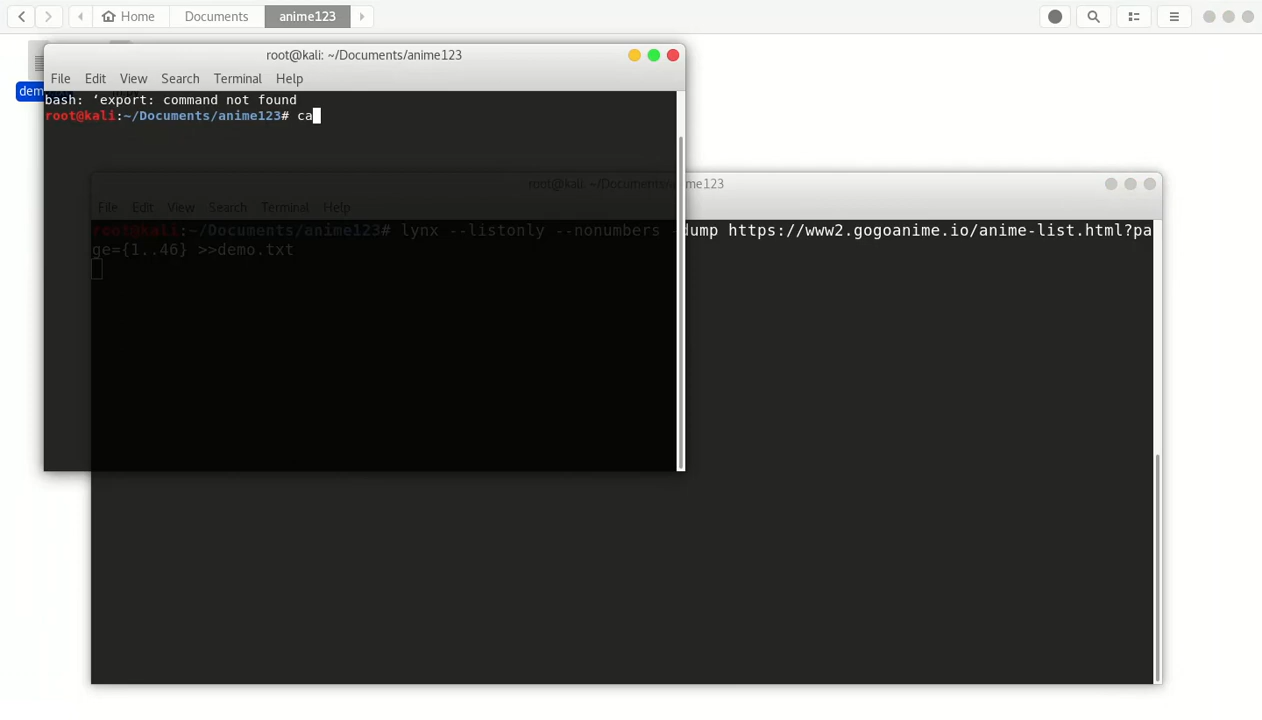 Home Documents anime123
dem
root@kali: ~/Documents/anime123
File Edit View Search Terminal Help
bash: ‘export: command not found
root@kali:~/Documents/anime123# ca
root@kali: ~/Documents/anime123
File Edit View Search Terminal Help
root@kali:~/Documents/anime123# lynx --listonly --nonumbers -dump https://www2.gogoanime.io/anime-list.html?pa
ge={1..46} >>demo.txt